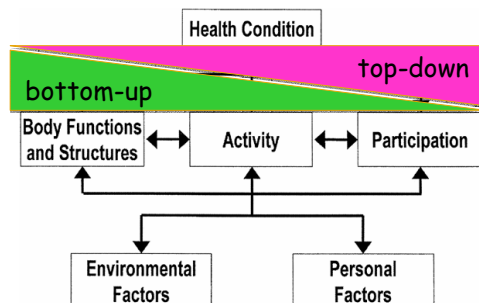 Health Condition
top-down
bottom-up
Body Functions
and Structures
Activity
Participation
Environmental
Factors
Personal
Factors